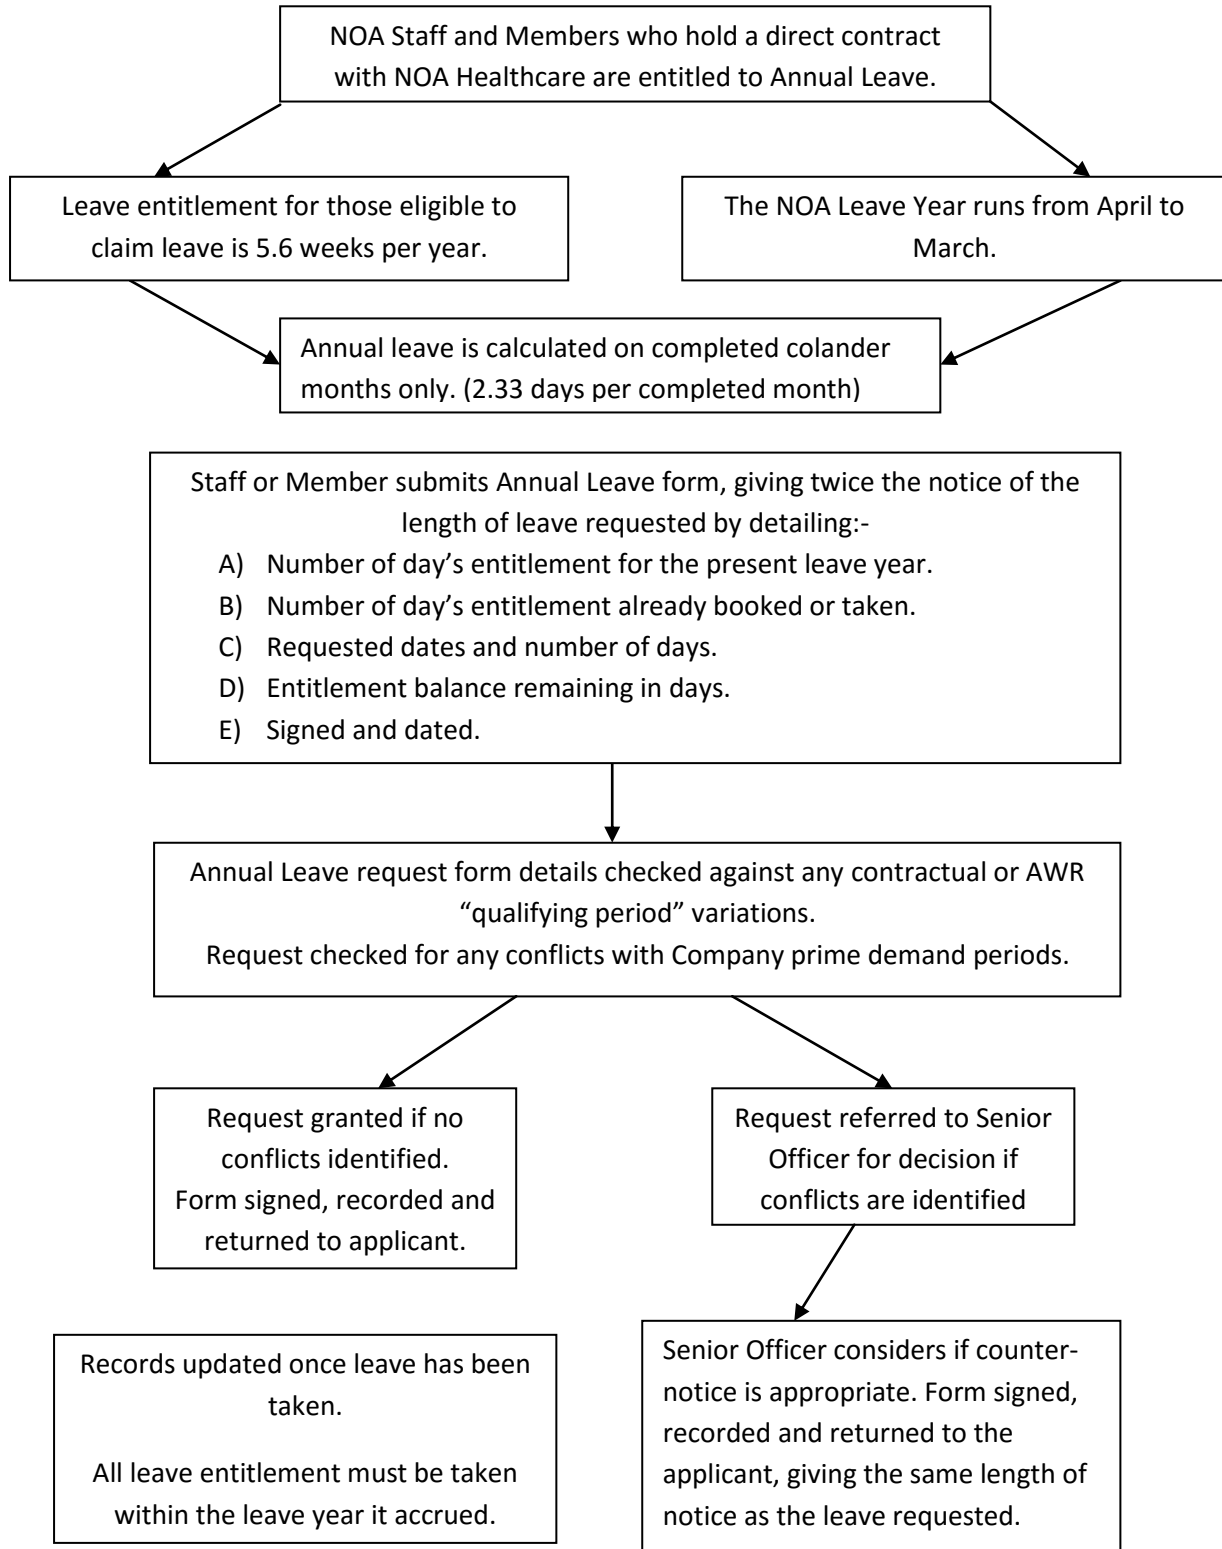 NOA Staff and Members who hold a direct contract
with NOA Healthcare are entitled to Annual Leave.
Leave entitlement for those eligible to
claim leave is 5.6 weeks per year.
The NOA Leave Year runs from April to
March.
Annual leave is calculated on completed colander
months only. (2.33 days per completed month)
Staff or Member submits Annual Leave form, giving twice the notice of the
length of leave requested by detailing:-
A) Number of day’s entitlement for the present leave year.
B) Number of day’s entitlement already booked or taken.
C) Requested dates and number of days.
D) Entitlement balance remaining in days.
E) Signed and dated.
Annual Leave request form details checked against any contractual or AWR
“qualifying period” variations.
Request checked for any conflicts with Company prime demand periods.
Request granted if no
conflicts identified.
Form signed, recorded and
returned to applicant.
Request referred to Senior
Officer for decision if
conflicts are identified
Records updated once leave has been
taken.
All leave entitlement must be taken
within the leave year it accrued.
Senior Officer considers if counter-
notice is appropriate. Form signed,
recorded and returned to the
applicant, giving the same length of
notice as the leave requested.